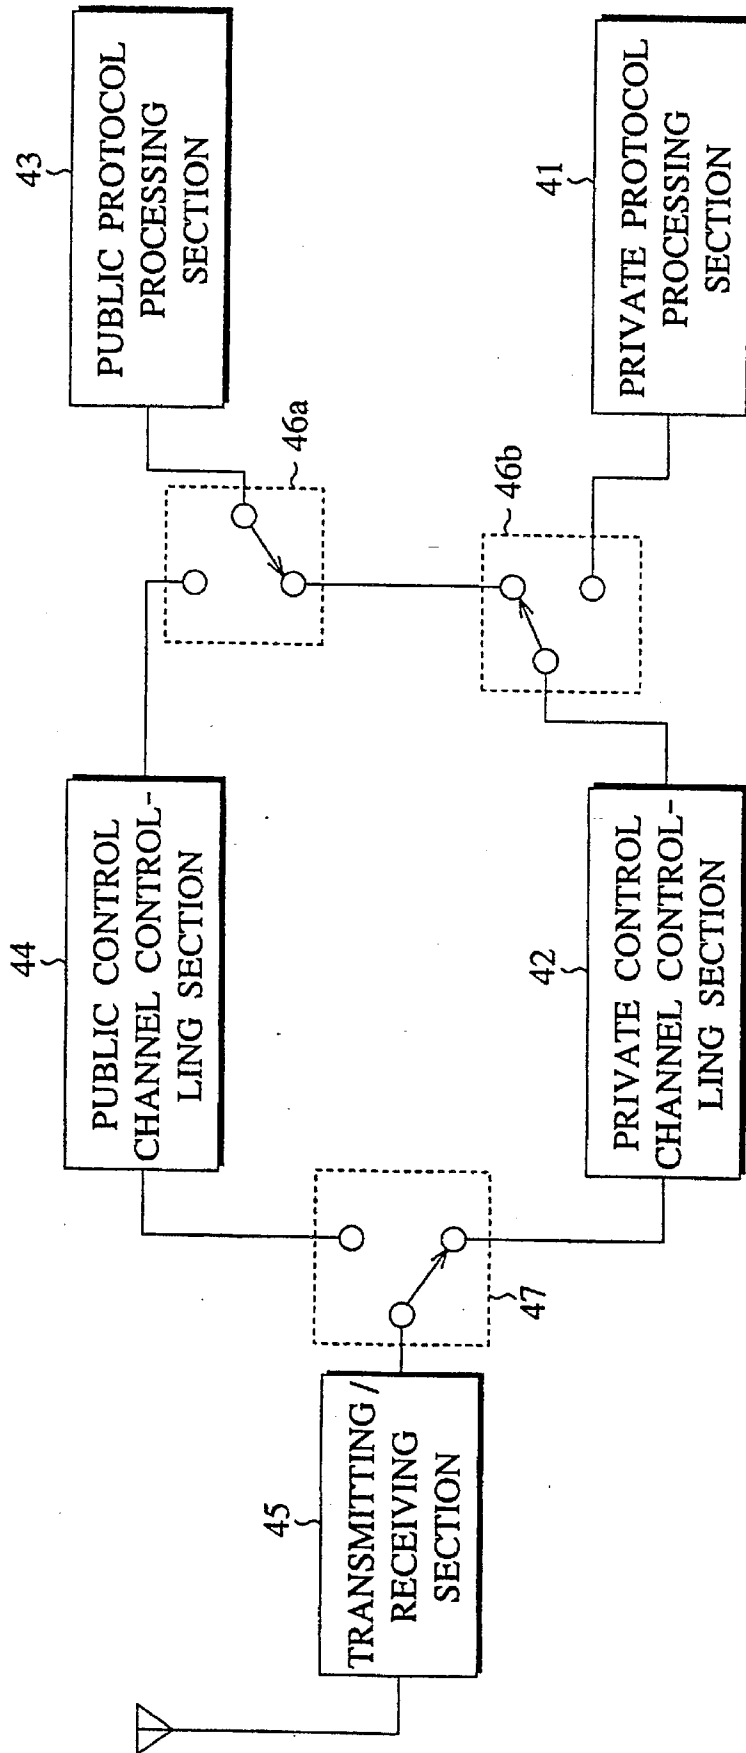 43
PUBLIC PROTOCOL
PROCESSING
SECTION
41
PRIVATE PROTOCOL
PROCESSING
SECTION
46a
46b
44
PUBLIC CONTROL
CHANNEL CONTROL-
LING SECTION
42
PRIVATE CONTROL
CHANNEL CONTROL-
LING SECTION
47
45
TRANSMITTING /
RECEIVING
SECTION